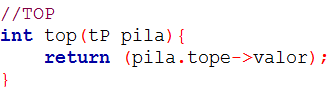 //TOP
int top(tP pila){
    return (pila.tope->valor);
}